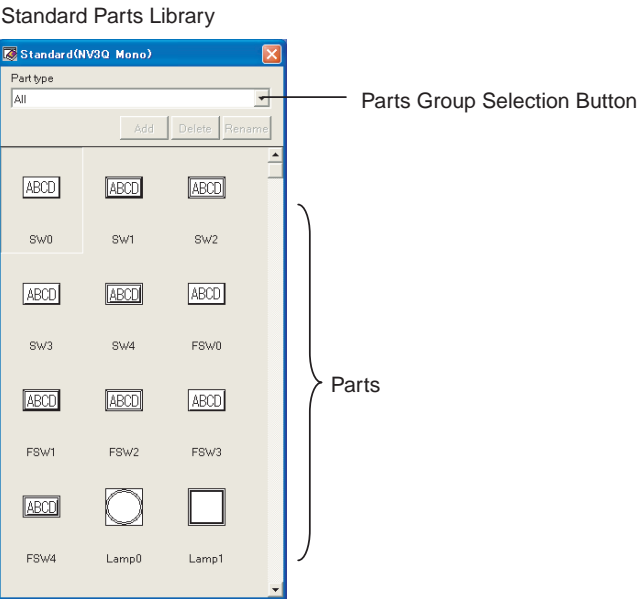 Standard Parts Library
Standard(NV3Q Mono)
Part type
All
Parts Group Selection Button
Add Delete Rename
ABCD ABCD ABCD
SW0 SW1 SW2
ABCD ABCD ABCD
SW3 SW4 FSW0
Parts
ABCD ABCD ABCD
FSW1 FSW2 FSW3
ABCD
FSW4 Lamp0 Lamp1